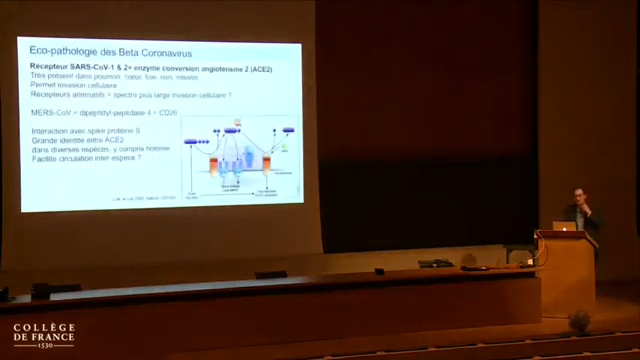 Eco-pathologie des Beta Coronavirus
Récepteur SARS-CoV-1 & 2= enzyme conversion angiotensine 2 (ACE2)
Très présent dans poumon, cœur, foie, rein, intestin
Permet invasion cellulaire
Récepteurs alternatifs = spectre plus large invasion cellulaire ?
MERS-CoV = dipeptidyl-peptidase 4 = CD26
Interaction avec spike protéine S
Grande identité entre ACE2
dans diverses espèces, y compris homme
Facilite circulation inter-espèce ?
COLLÈGE
DE FRANCE
1530